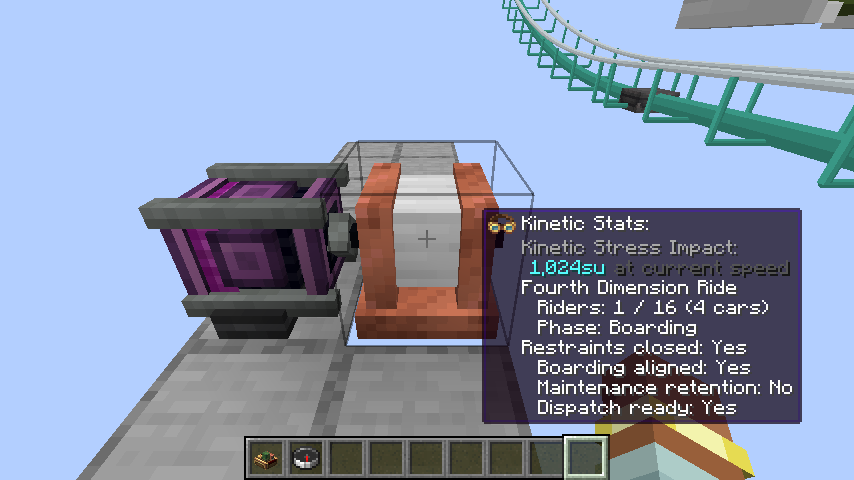 Kinetic Stats:
Kinetic Stress Impact:
1,024su at current speed
Fourth Dimension Ride
Riders: 1 / 16 (4 cars)
Phase: Boarding
Restraints closed: Yes
Boarding aligned: Yes
Maintenance retention: No
Dispatch ready: Yes